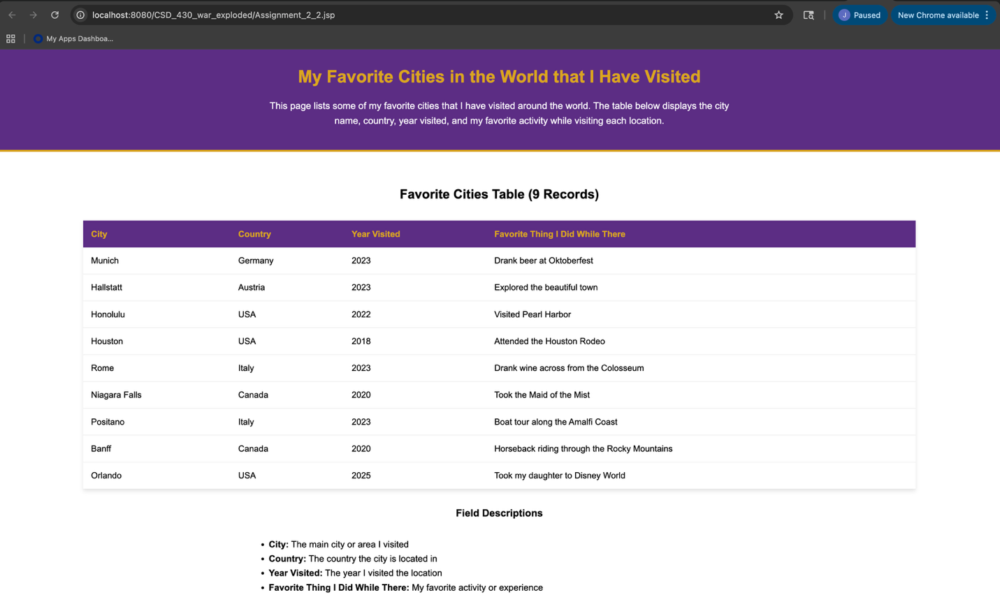 localhost:8080/CSD_430_war_exploded/Assignment_2_2.jsp
J Paused
New Chrome available
My Apps Dashboa...
My Favorite Cities in the World that I Have Visited
This page lists some of my favorite cities that I have visited around the world. The table below displays the city
name, country, year visited, and my favorite activity while visiting each location.
Favorite Cities Table (9 Records)
City Country Year Visited Favorite Thing I Did While There
Munich Germany 2023 Drank beer at Oktoberfest
Hallstatt Austria 2023 Explored the beautiful town
Honolulu USA 2022 Visited Pearl Harbor
Houston USA 2018 Attended the Houston Rodeo
Rome Italy 2023 Drank wine across from the Colosseum
Niagara Falls Canada 2020 Took the Maid of the Mist
Positano Italy 2023 Boat tour along the Amalfi Coast
Banff Canada 2020 Horseback riding through the Rocky Mountains
Orlando USA 2025 Took my daughter to Disney World
Field Descriptions
• City: The main city or area I visited
• Country: The country the city is located in
• Year Visited: The year I visited the location
• Favorite Thing I Did While There: My favorite activity or experience